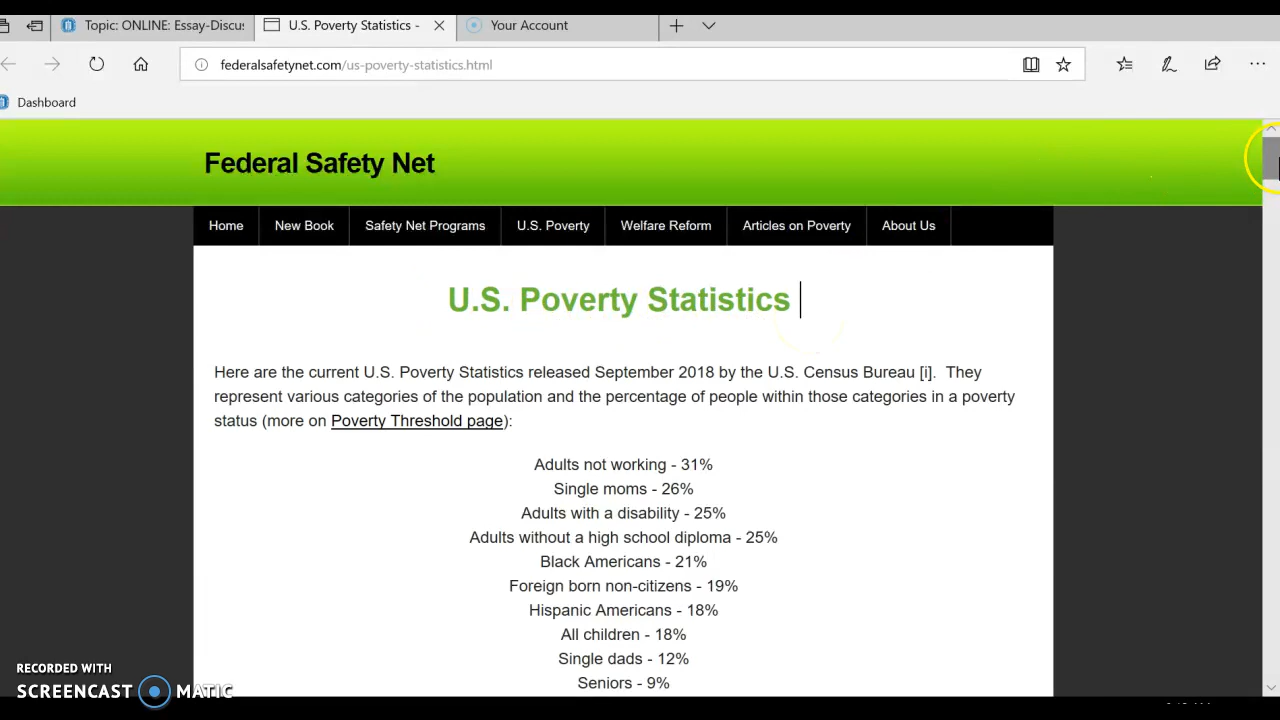 Topic: ONLINE: Essay-Discus
U.S. Poverty Statistics -
Your Account
federalsafetynet.com/us-poverty-statistics.html
Dashboard
Federal Safety Net
Home New Book Safety Net Programs U.S. Poverty Welfare Reform Articles on Poverty About Us
U.S. Poverty Statistics
Here are the current U.S. Poverty Statistics released September 2018 by the U.S. Census Bureau [i]. They
represent various categories of the population and the percentage of people within those categories in a poverty
status (more on Poverty Threshold page):
Adults not working - 31%
Single moms - 26%
Adults with a disability - 25%
Adults without a high school diploma - 25%
Black Americans - 21%
Foreign born non-citizens - 19%
Hispanic Americans - 18%
All children - 18%
Single dads - 12%
Seniors - 9%
RECORDED WITH
SCREENCAST MATIC